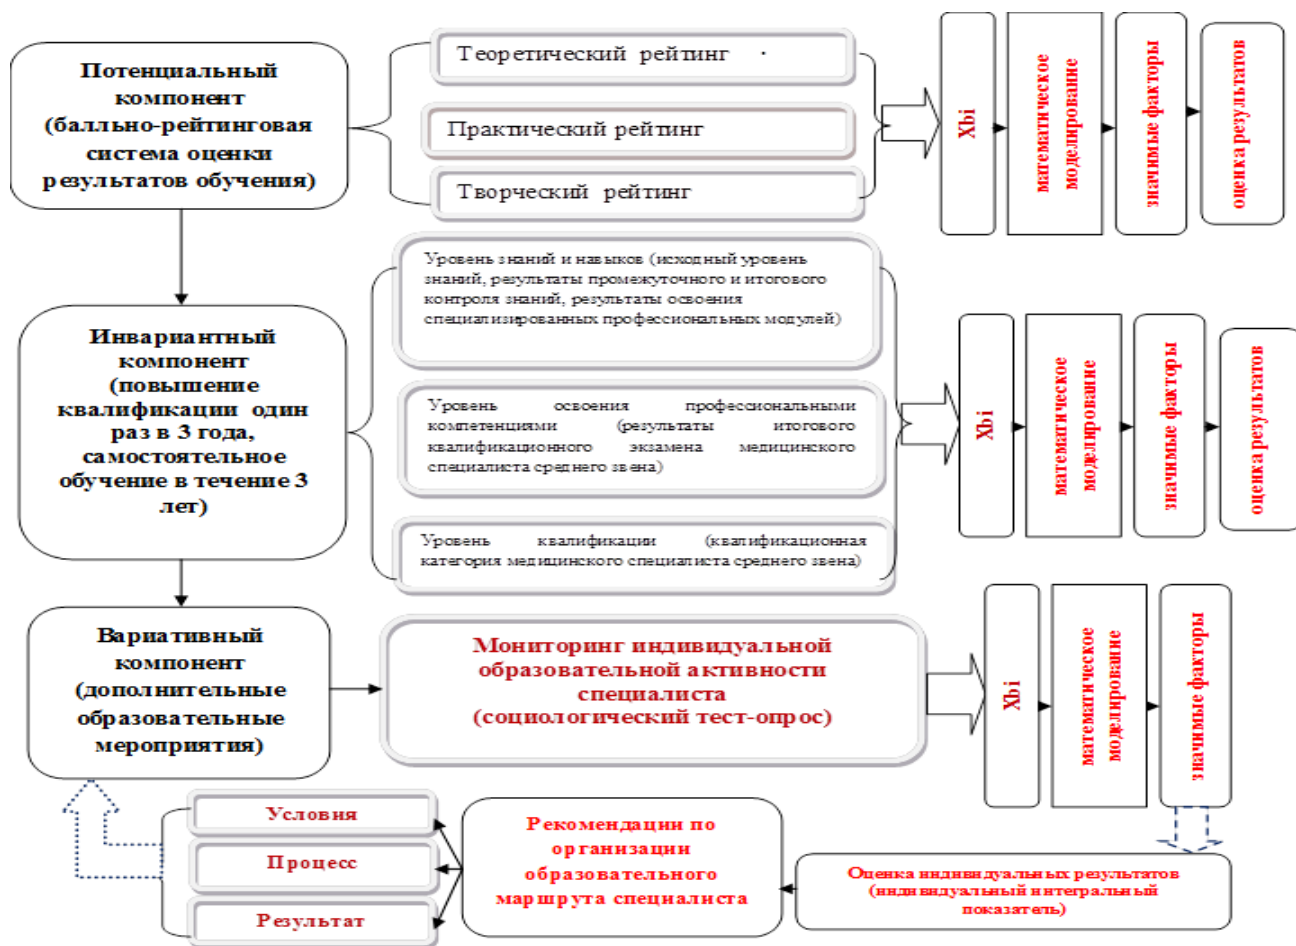 Потенциальный
компонент
(балльно-рейтинговая
система оценки
результатов обучения)
Теоретический рейтинг
Практический рейтинг
Творческий рейтинг
Xbi
математическое
моделирование
значимые факторы
оценка результатов
Инвариантный
компонент
(повышение
квалификации один
раз в 3 года,
самостоятельное
обучение в течение 3
лет)
Уровень знаний и навыков (исходный уровень
знаний, результаты промежуточного и итогового
контроля знаний, результаты освоения
специализированных профессиональных модулей)
Уровень освоения профессиональными
компетенциями (результаты итогового
квалификационного экзамена медицинского
специалиста среднего звена)
Уровень квалификации (квалификационная
категория медицинского специалиста среднего звена)
Xbi
математическое
моделирование
значимые факторы
оценка результатов
Вариативный
компонент
(дополнительные
образовательные
мероприятия)
Мониторинг индивидуальной
образовательной активности
специалиста
(социологический тест-опрос)
Xbi
математическое
моделирование
значимые факторы
Оценка индивидуальных результатов
(индивидуальный интегральный
показатель)
Рекомендации по
организации
образовательного
маршрута специалиста
Условия
Процесс
Результат